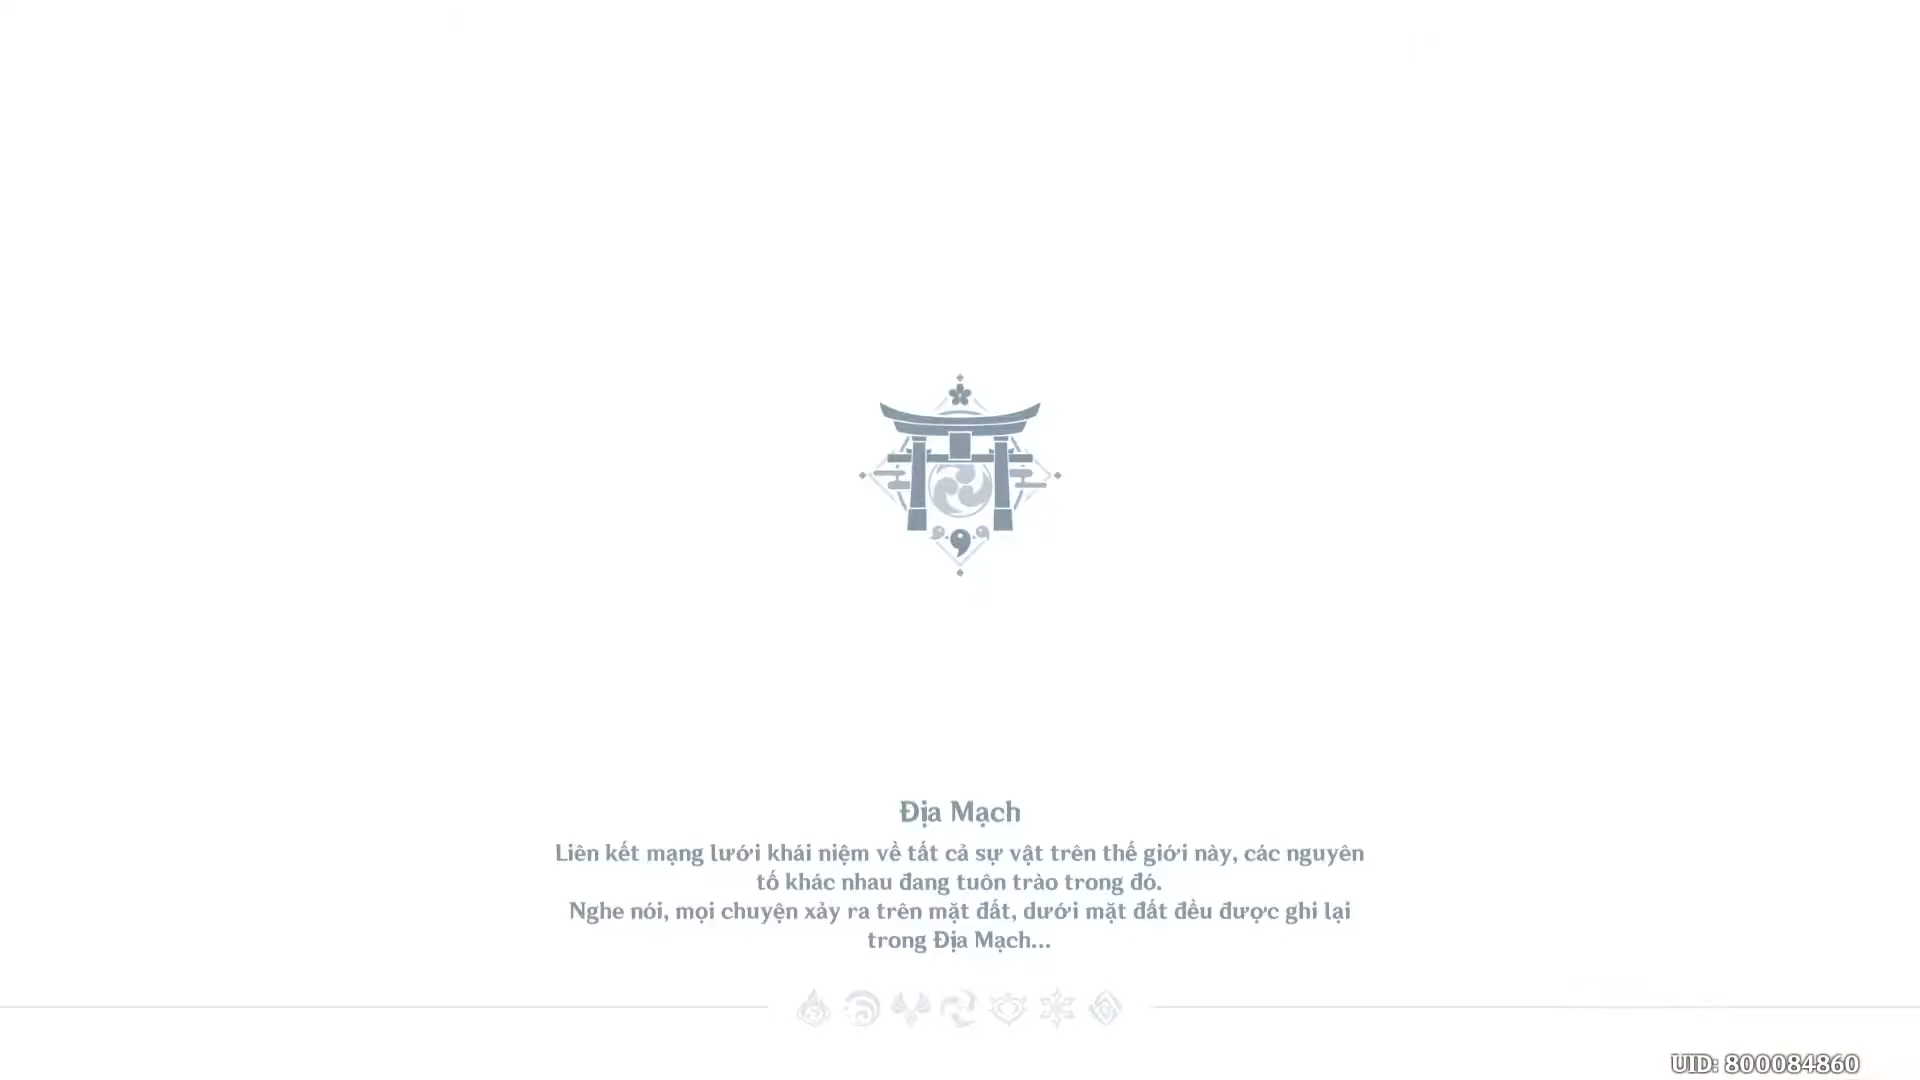 Địa Mạch
Liên kết mạng lưới khái niệm về tất cả sự vật trên thế giới này, các nguyên
tố khác nhau đang tuôn trào trong đó.
Nghe nói, mọi chuyện xảy ra trên mặt đất, dưới mặt đất đều được ghi lại
trong Địa Mạch...
UID: 800084860